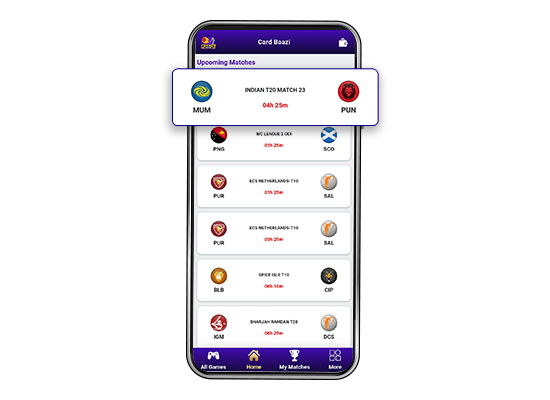 Card Baazi
Upcoming Matches
INDIAN T20 MATCH 23
MUM
04h 25m
PUN
WC LEAGUE 2 ODI
PNG
01h 25m
SCO
ECS NETHERLANDS-T10
PUR
01h 25m
SAL
ECS NETHERLANDS-T10
PUR
03h 25m
SAL
SPICE ISLE T10
BLB
06h 10m
CIP
SHARJAH RAMDAN T20
IGM
06h 25m
DCS
All Games
Home
My Matches
More